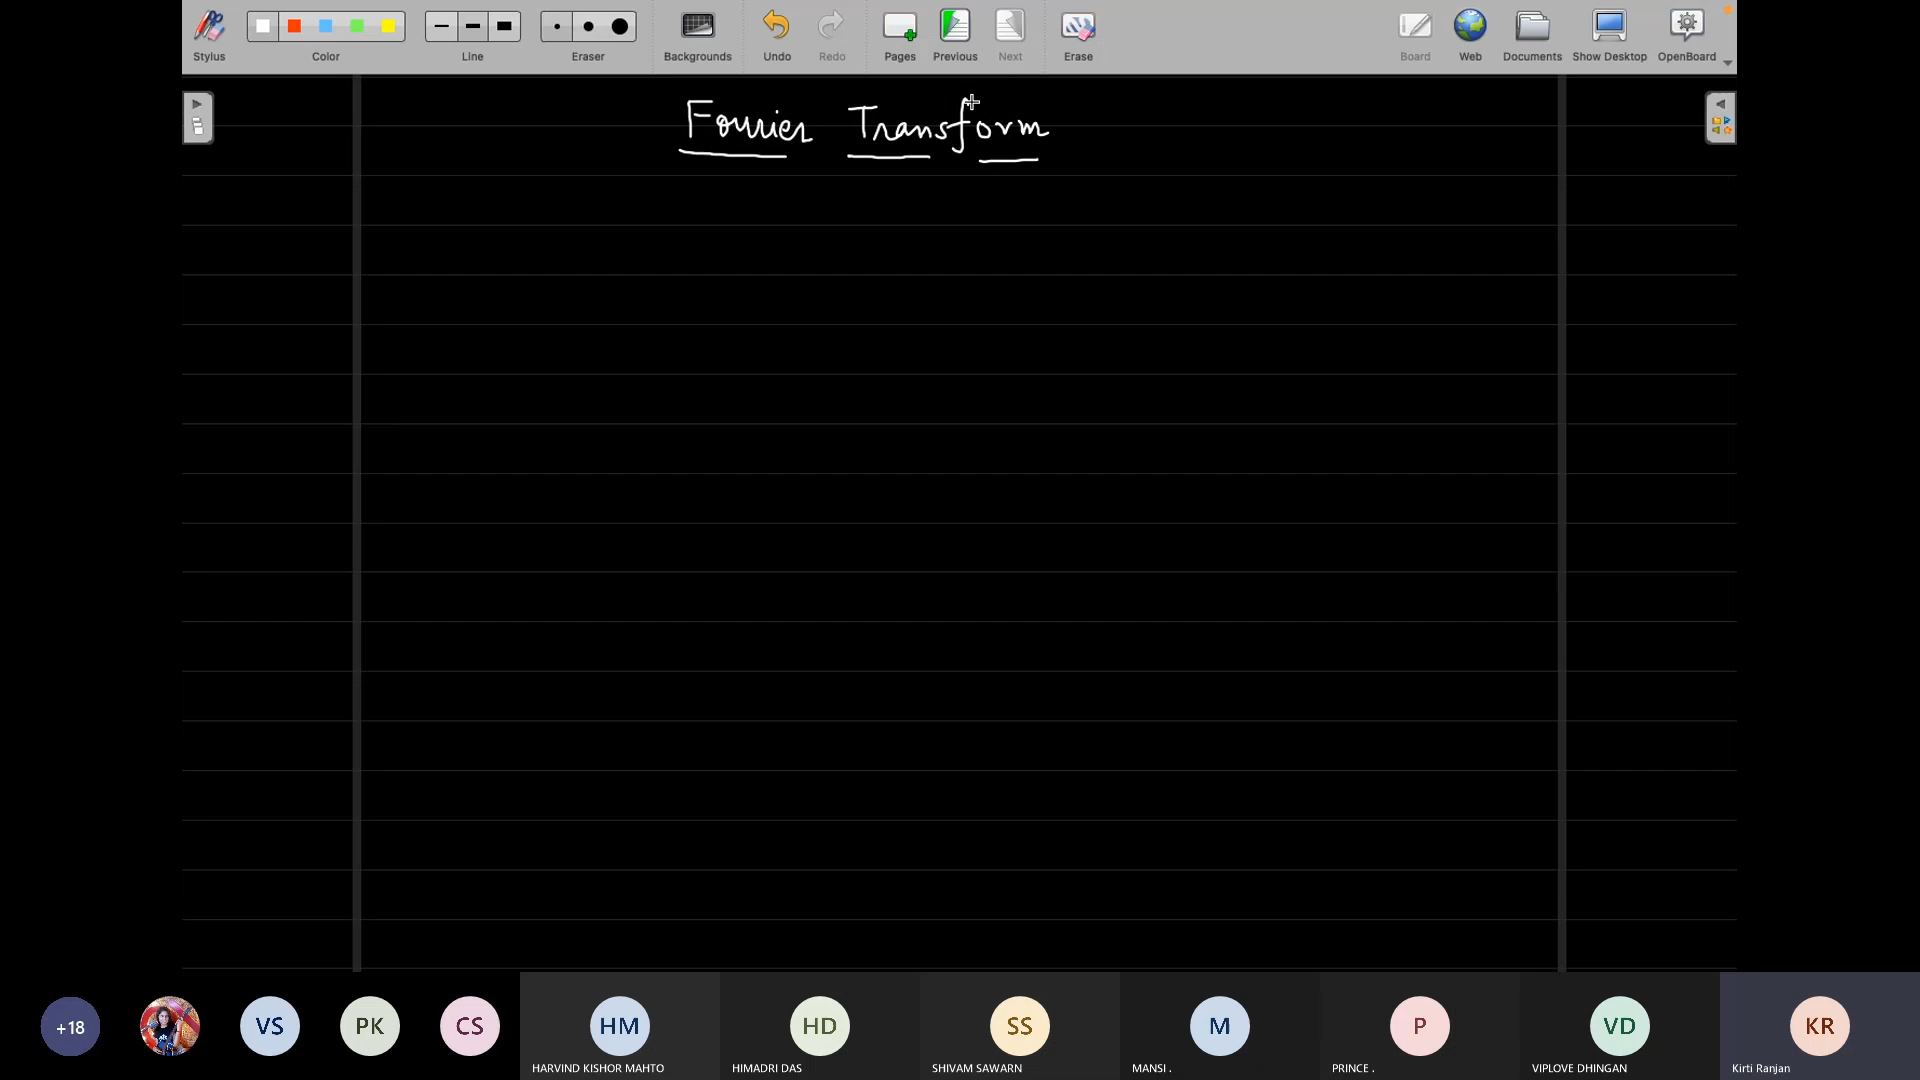 Stylus Color Line Eraser Backgrounds Undo Redo Pages Previous Next Erase Board Web Documents Show Desktop OpenBoard
Fourier Transform
+18 VS PK CS HM HD SS M P VD KR
HARVIND KISHOR MAHTO HIMADRI DAS SHIVAM SAWARN MANSI . PRINCE . VIPLOVE DHINGAN Kirti Ranjan